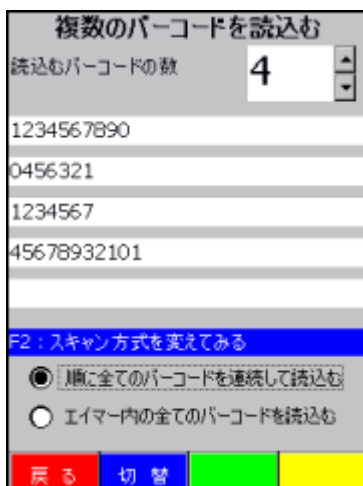 複数のバーコードを読込む
読込むバーコードの数
4
1234567890
0456321
1234567
45678932101
F2：スキャン方式を変えてみる
順に全てのバーコードを連続して読込む
エイマー内の全てのバーコードを読込む
戻る 切替